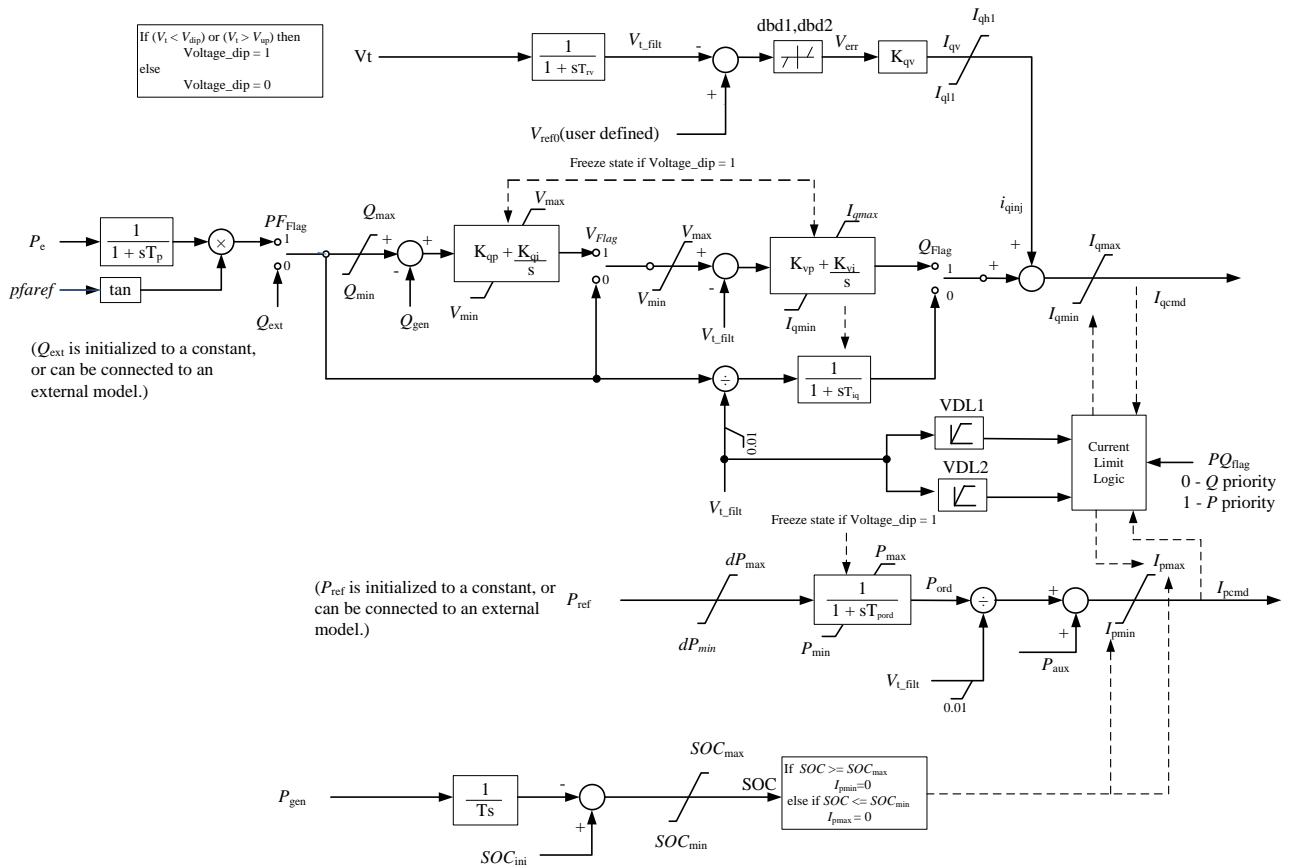 If (Vt < Vdip) or (Vt > Vup) then
Voltage_dip = 1
else
Voltage_dip = 0
Vt
1
1 + sTrv
Vt_filt
-
+
Vref0(user defined)
dbd1,dbd2
Verr
Kqv
Iqv
Iqh1
Iql1
iqinj
Freeze state if Voltage_dip = 1
Pe
1
1 + sTp
×
pfaref
tan
PFFlag
1
0
Qext
Qmax
Qmin
+
-
Qgen
+
Vmax
Kqp + Kqi
s
Vmin
VFlag
1
0
Vmax
Vmin
+
-
Vt_filt
Iqmax
Kvp + Kvi
s
Iqmin
QFlag
1
0
+
+
Iqmax
Iqmin
Iqcmd
(Qext is initialized to a constant,
or can be connected to an
external model.)
÷
1
1 + sTiq
0.01
Vt_filt
VDL1
VDL2
Current
Limit
Logic
PQflag
0 - Q priority
1 - P priority
Freeze state if Voltage_dip = 1
(Pref is initialized to a constant, or
can be connected to an external
model.)
Pref
dPmax
dPmin
Pmax
1
1 + sTpord
Pmin
Pord
÷
Vt_filt
0.01
+
+
Paux
Ipmax
Ipmin
Ipcmd
Pgen
1
Ts
-
+
SOCini
SOCmax
SOCmin
SOC
If SOC >= SOCmax
Ipmin=0
else if SOC <= SOCmin
Ipmax = 0